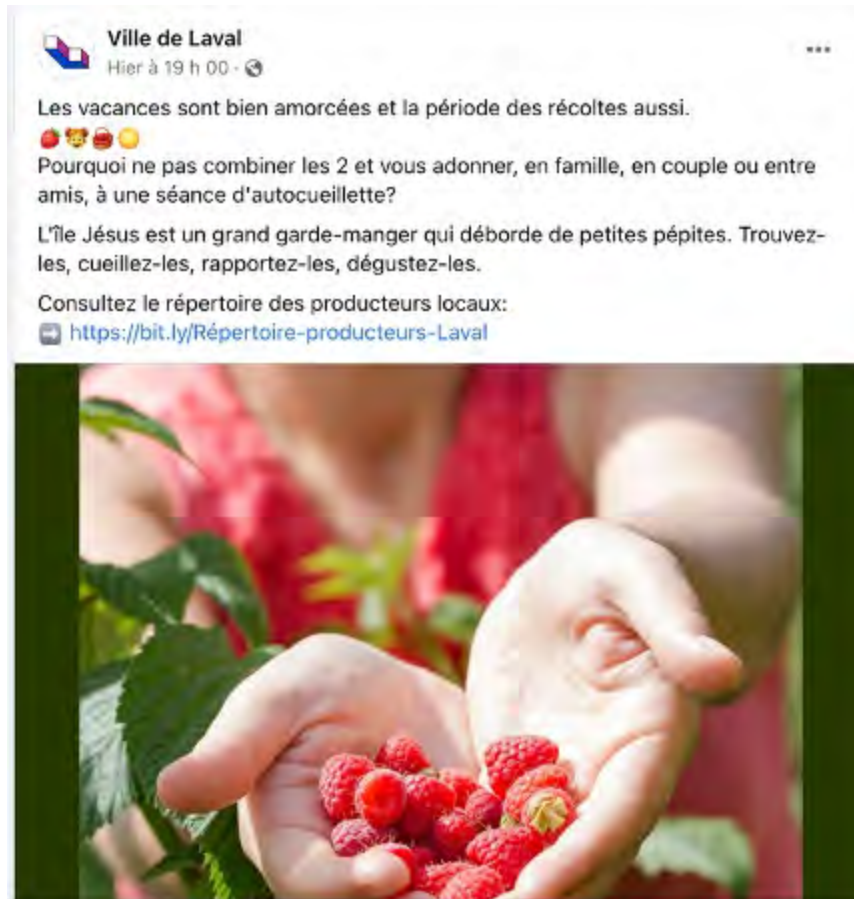 Ville de Laval
Hier à 19 h 00 ·
Les vacances sont bien amorcées et la période des récoltes aussi.
Pourquoi ne pas combiner les 2 et vous adonner, en famille, en couple ou entre
amis, à une séance d'autocueillette?
L'île Jésus est un grand garde-manger qui déborde de petites pépites. Trouvez-
les, cueillez-les, rapportez-les, dégustez-les.
Consultez le répertoire des producteurs locaux:
➡ https://bit.ly/Répertoire-producteurs-Laval